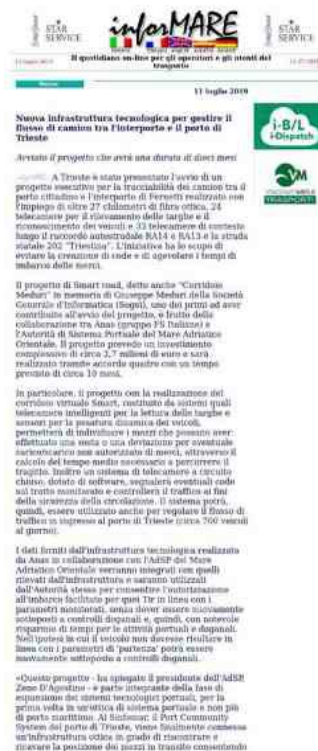 STAR
SERVICE
inforMARE
STAR
SERVICE
Il quotidiano on-line per gli operatori e gli utenti del
trasporto
11 luglio 2019
Nuova infrastruttura tecnologica per gestire il
flusso di camion tra l'interporto e il porto di
Trieste
i-B/L
i-Dispatch
Avviato il progetto che avrà una durata di dieci mesi
TRASPORTI
A Trieste è stato presentato l'avvio di un
progetto esecutivo per la tracciabilità dei camion tra il
porto cittadino e l'interporto di Fernetti realizzato con
l'impiego di oltre 27 chilometri di fibra ottica, 24
telecamere per il rilevamento delle targhe e il
riconoscimento dei veicoli e 33 telecamere di contesto
lungo il raccordo autostradale RA14 e RA13 e la strada
statale 202 "Triestina". L'iniziativa ha lo scopo di
evitare la creazione di code e di agevolare i tempi di
imbarco delle merci.
Il progetto di Smart road, detto anche "Corridoio
Meduri" in memoria di Giuseppe Meduri della Società
Generale d'Informatica (Sogei), uno dei primi ad aver
contribuito all'avvio del progetto, è frutto della
collaborazione tra Anas (gruppo FS Italiane) e
l'Autorità di Sistema Portuale del Mare Adriatico
Orientale. Il progetto prevede un investimento
complessivo di circa 2,7 milioni di euro e sarà
realizzato tramite accordo quadro con un tempo
previsto di circa 10 mesi.
In particolare, il progetto con la realizzazione del
corridoio virtuale Smart, costituito da sistemi quali
telecamere intelligenti per la lettura delle targhe e
sensori per la pesatura dinamica dei veicoli,
permetterà di individuare i mezzi che possano aver
effettuato una sosta o una deviazione per eventuale
carico/scarico non autorizzato di merci, attraverso il
calcolo del tempo medio necessario a percorrere il
tragitto. Inoltre un sistema di telecamere a circuito
chiuso, dotato di software, segnalerà eventuali code
sul tratto monitorato e controllerà il traffico ai fini
della sicurezza della circolazione. Il sistema potrà,
quindi, essere utilizzato anche per regolare il flusso di
traffico in ingresso al porto di Trieste (circa 700 veicoli
al giorno).
I dati forniti dall'infrastruttura tecnologica realizzata
da Anas in collaborazione con l'AdSP del Mare
Adriatico Orientale verranno integrati con quelli
rilevati dall'infrastruttura e saranno utilizzati
dall'Autorità stessa per consentire l'autorizzazione
all'imbarco facilitato per quei Tir in linea con i
parametri monitorati, senza dover essere nuovamente
sottoposti a controlli doganali e, quindi, con notevole
risparmio di tempi per le attività portuali e doganali.
Nell'ipotesi in cui il veicolo non dovesse risultare in
linea con i parametri di 'partenza' potrà essere
nuovamente sottoposto a controlli doganali.
«Questo progetto - ha spiegato il presidente dell'AdSP,
Zeno D'Agostino - è parte integrante della fase di
espansione dei sistemi tecnologici portuali, per la
prima volta in un'ottica di sistema portuale e non più
di porto marittimo. Al Sinfomar, il Port Community
System del porto di Trieste, viene finalmente connessa
un'infrastruttura ottica in grado di riscontrare e
ricavare la posizione dei mezzi in transito consentendo